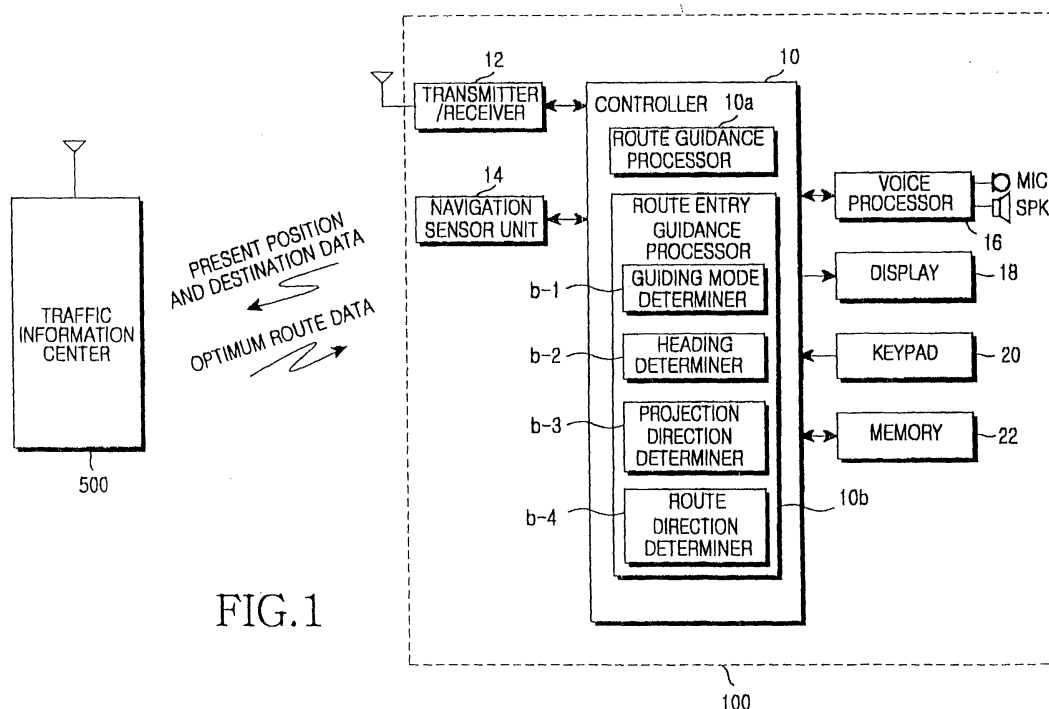 12
TRANSMITTER
/RECEIVER
14
NAVIGATION
SENSOR UNIT
10
CONTROLLER
10a
ROUTE GUIDANCE
PROCESSOR
ROUTE ENTRY
GUIDANCE
PROCESSOR
b-1
GUIDING MODE
DETERMINER
b-2
HEADING
DETERMINER
b-3
PROJECTION
DIRECTION
DETERMINER
b-4
ROUTE
DIRECTION
DETERMINER
10b
VOICE
PROCESSOR
MIC
SPK
16
DISPLAY
18
KEYPAD
20
MEMORY
22
TRAFFIC
INFORMATION
CENTER
500
PRESENT POSITION
AND DESTINATION DATA
OPTIMUM ROUTE DATA
FIG.1
100